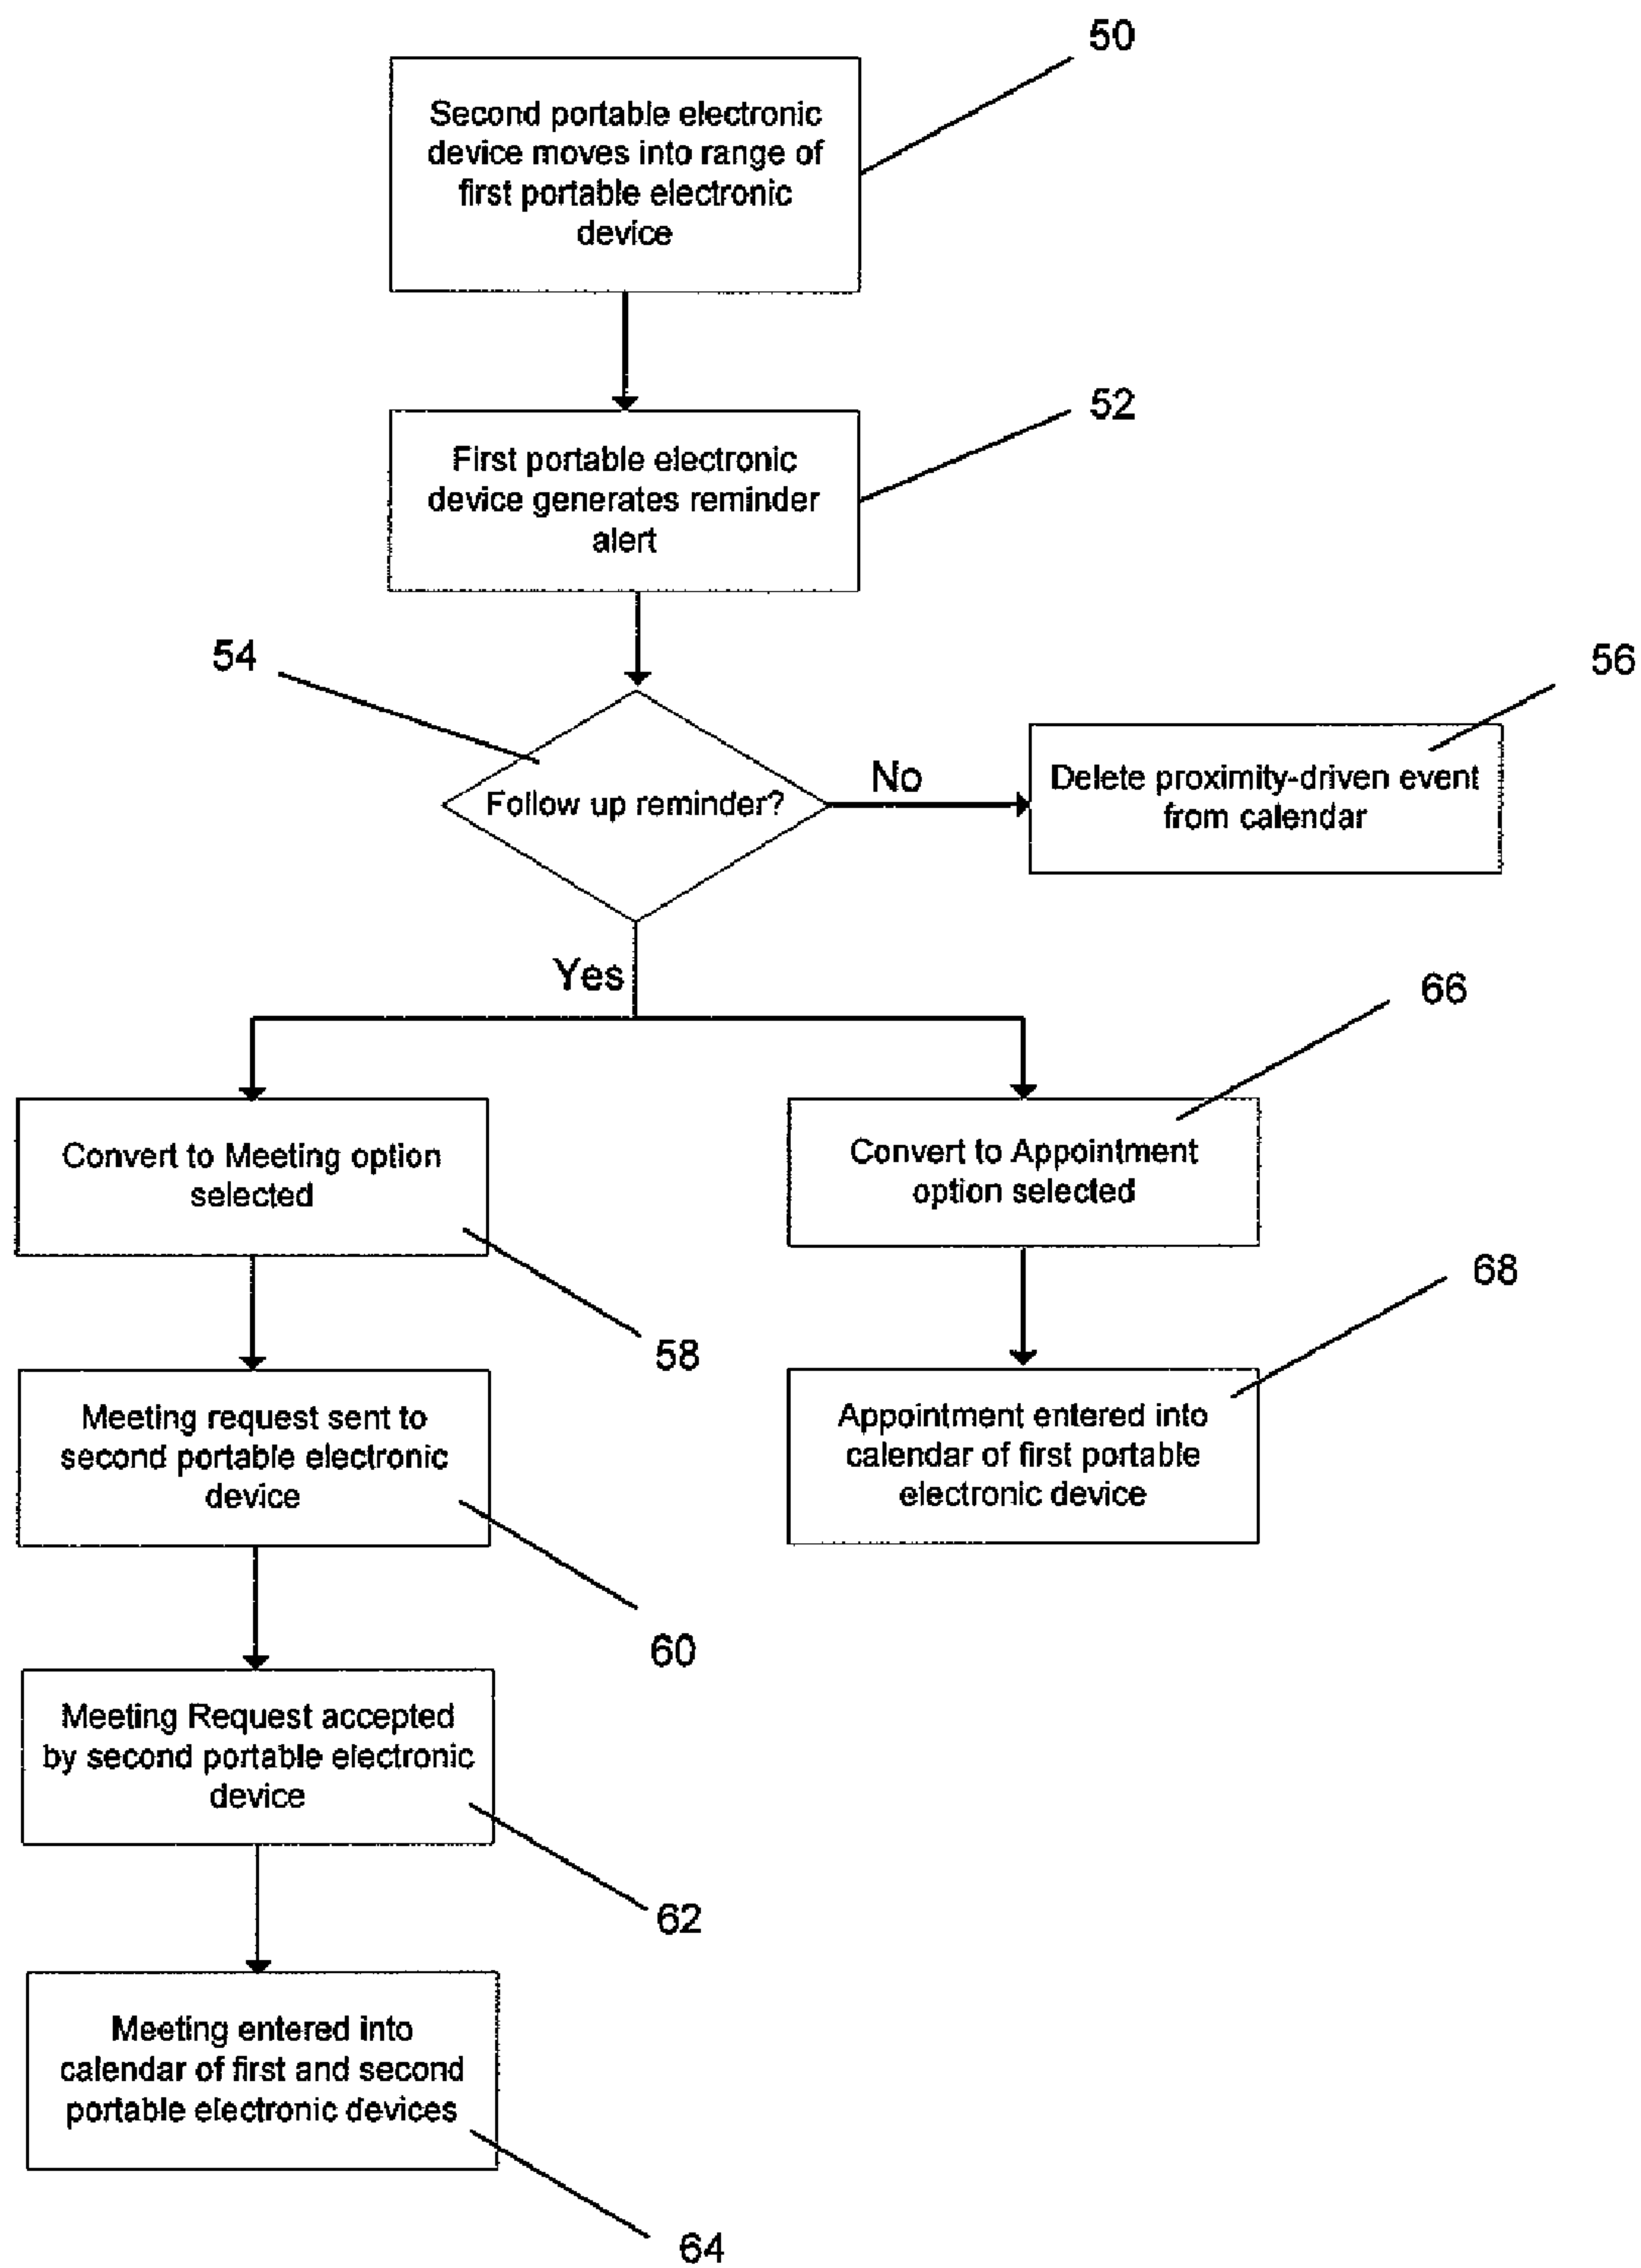 50
Second portable electronic
device moves into range of
first portable electronic
device
52
First portable electronic
device generates reminder
alert
54
Follow up reminder?
No
56
Delete proximity-driven event
from calendar
Yes
58
Convert to Meeting option
selected
60
Meeting request sent to
second portable electronic
device
62
Meeting Request accepted
by second portable electronic
device
64
Meeting entered into
calendar of first and second
portable electronic devices
66
Convert to Appointment
option selected
68
Appointment entered into
calendar of first portable
electronic device